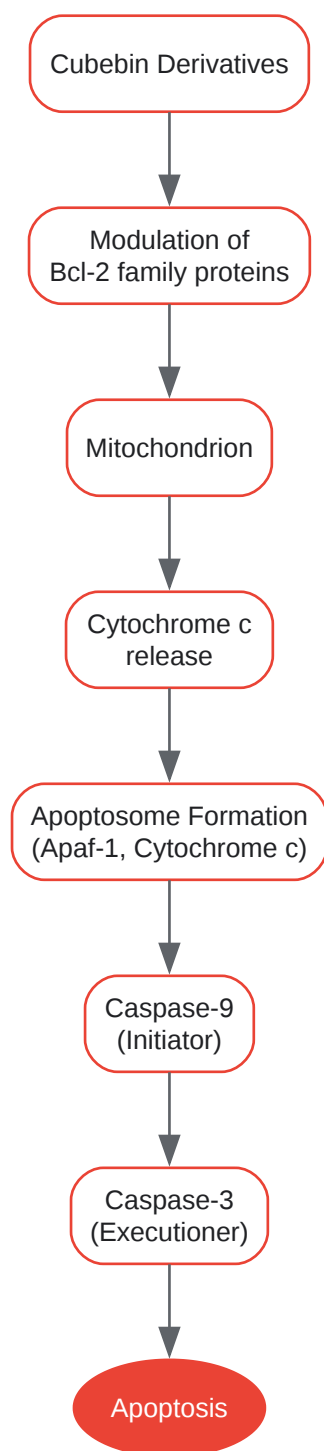 Cubebin Derivatives
Modulation of
Bcl-2 family proteins
Mitochondrion
Cytochrome c
release
Apoptosome Formation
(Apaf-1, Cytochrome c)
Caspase-9
(Initiator)
Caspase-3
(Executioner)
Apoptosis